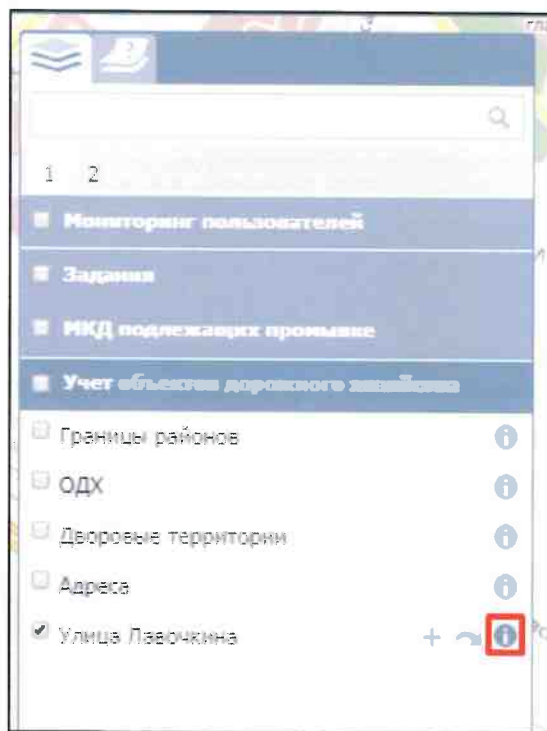 1 2
Мониторинг пользователей
Задания
МКД подлежащих промывке
Учет объектов дорожного хозяйства
Границы районов
ОДХ
Дворовые территории
Адреса
Улица Лавочкина